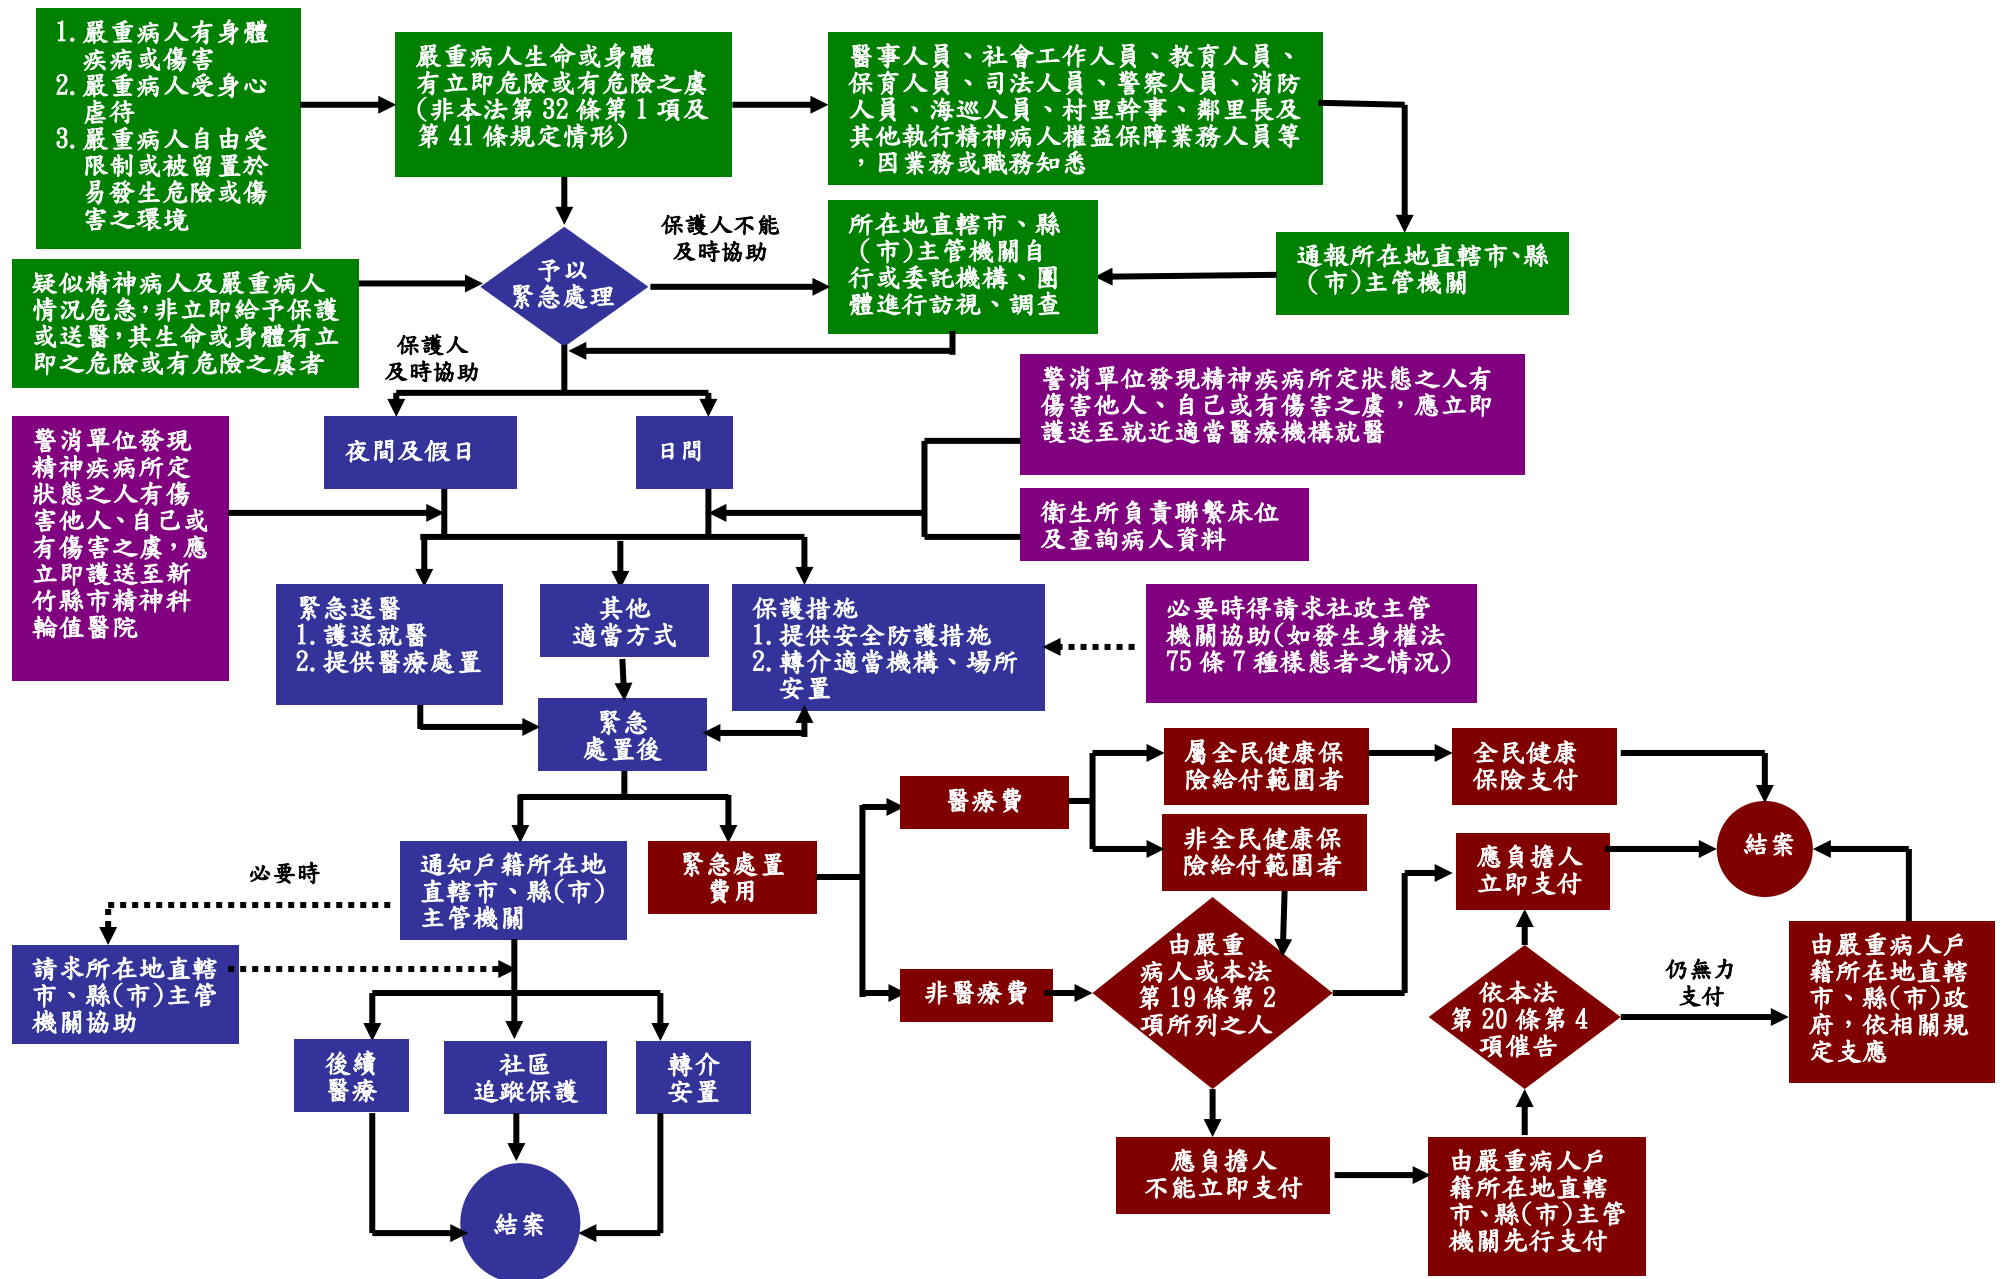 1.嚴重病人有身體
疾病或傷害
2.嚴重病人受身心
虐待
3.嚴重病人自由受
限制或被留置於
易發生危險或傷
害之環境
嚴重病人生命或身體
有立即危險或有危險之虞
(非本法第32條第1項及
第41條規定情形)
醫事人員、社會工作人員、教育人員、
保育人員、司法人員、警察人員、消防
人員、海巡人員、村里幹事、鄰里長及
其他執行精神病人權益保障業務人員等
，因業務或職務知悉
疑似精神病人及嚴重病人
情況危急,非立即給予保護
或送醫,其生命或身體有立
即之危險或有危險之虞者
予以
緊急處理
保護人不能
及時協助
所在地直轄市、縣
（市)主管機關自
行或委託機構、團
體進行訪視、調查
通報所在地直轄市、縣
（市)主管機關
保護人
及時協助
警消單位發現
精神疾病所定
狀態之人有傷
害他人、自己或
有傷害之虞,應
立即護送至新
竹縣市精神科
輪值醫院
夜間及假日
日間
警消單位發現精神疾病所定狀態之人有
傷害他人、自己或有傷害之虞，應立即
護送至就近適當醫療機構就醫
衛生所負責聯繫床位
及查詢病人資料
緊急送醫
1.護送就醫
2.提供醫療處置
其他
適當方式
保護措施
1.提供安全防護措施
2.轉介適當機構、場所
安置
必要時得請求社政主管
機關協助(如發生身權法
75條7種樣態者之情況)
緊急
處置後
必要時
通知戶籍所在地
直轄市、縣(市)
主管機關
緊急處置
費用
請求所在地直轄
市、縣(市)主管
機關協助
後續
醫療
社區
追蹤保護
轉介
安置
結案
醫療費
非醫療費
屬全民健康保
險給付範圍者
全民健康
保險支付
非全民健康保
險給付範圍者
應負擔人
立即支付
結案
由嚴重
病人或本法
第19條第2
項所列之人
依本法
第20條第4
項催告
仍無力
支付
由嚴重病人戶
籍所在地直轄
市、縣(市)政
府，依相關規
定支應
應負擔人
不能立即支付
由嚴重病人戶
籍所在地直轄
市、縣(市)主管
機關先行支付